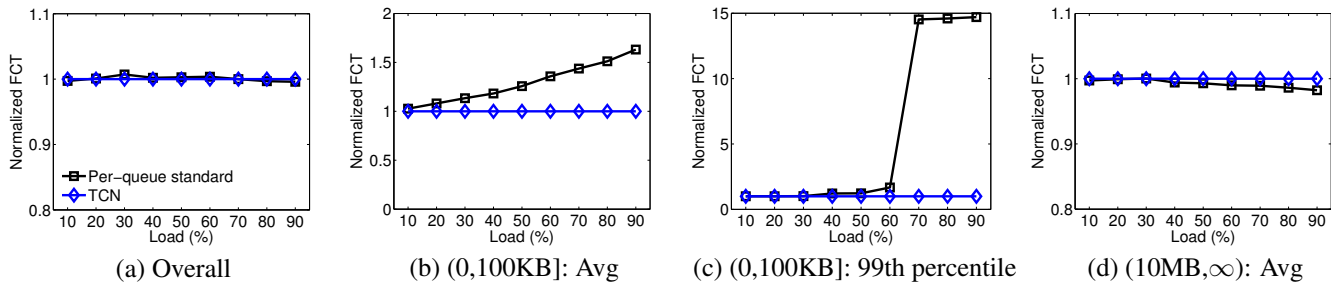 1.1
1
0.9
0.8
Normalized FCT
10 20 30 40 50 60 70 80 90
Load (%)
Per-queue standard
TCN
(a) Overall
2
1.5
1
0.5
0
Normalized FCT
10 20 30 40 50 60 70 80 90
Load (%)
(b) (0,100KB]: Avg
15
10
5
1
0
Normalized FCT
10 20 30 40 50 60 70 80 90
Load (%)
(c) (0,100KB]: 99th percentile
1.1
1
0.9
0.8
Normalized FCT
10 20 30 40 50 60 70 80 90
Load (%)
(d) (10MB,∞): Avg